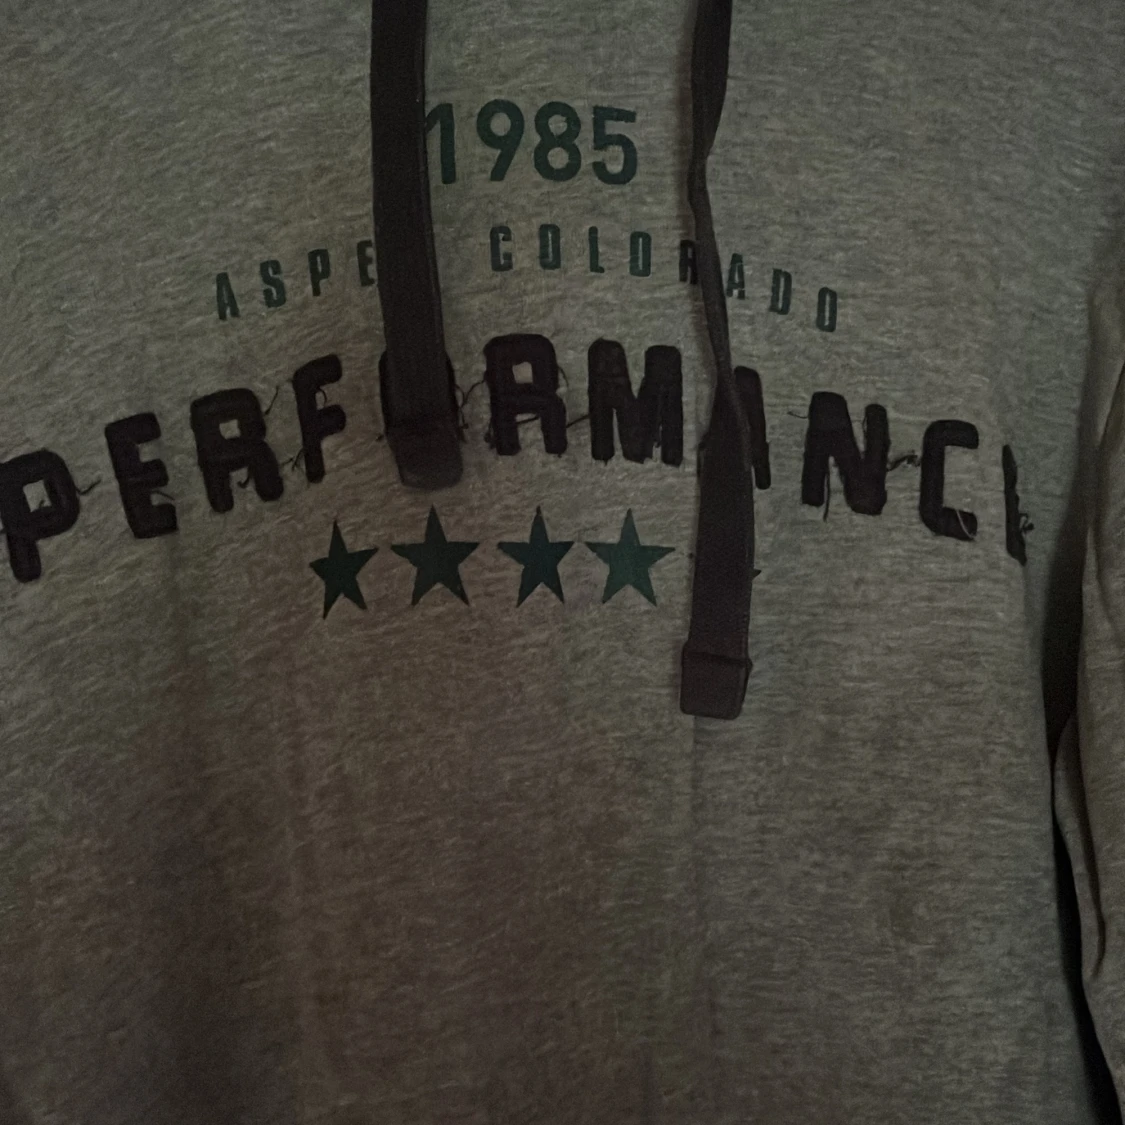 1985
ASPEN COLORADO
PERFORMANCE